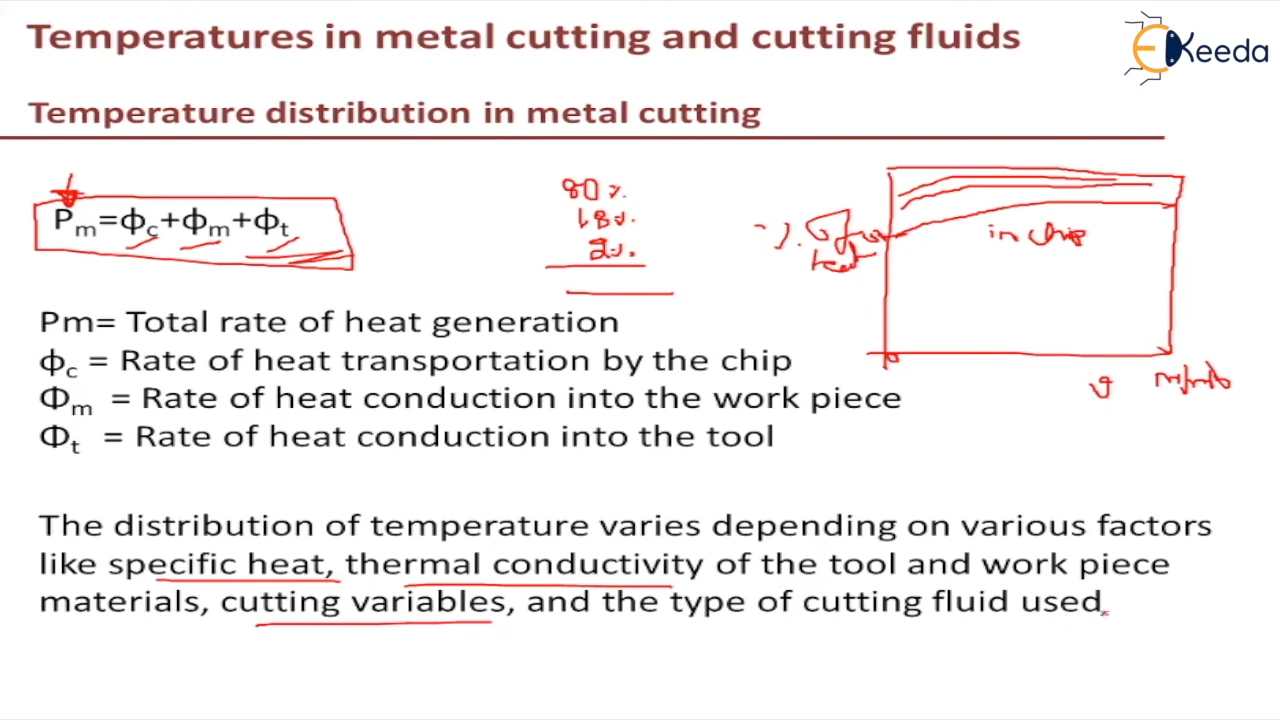 Temperatures in metal cutting and cutting fluids
EKeeda
Temperature distribution in metal cutting
Pm=ϕc+ϕm+ϕt
80%
18%
2%
in chip
Pm= Total rate of heat generation
ϕc = Rate of heat transportation by the chip
Φm = Rate of heat conduction into the work piece
Φt = Rate of heat conduction into the tool
The distribution of temperature varies depending on various factors
like specific heat, thermal conductivity of the tool and work piece
materials, cutting variables, and the type of cutting fluid used.